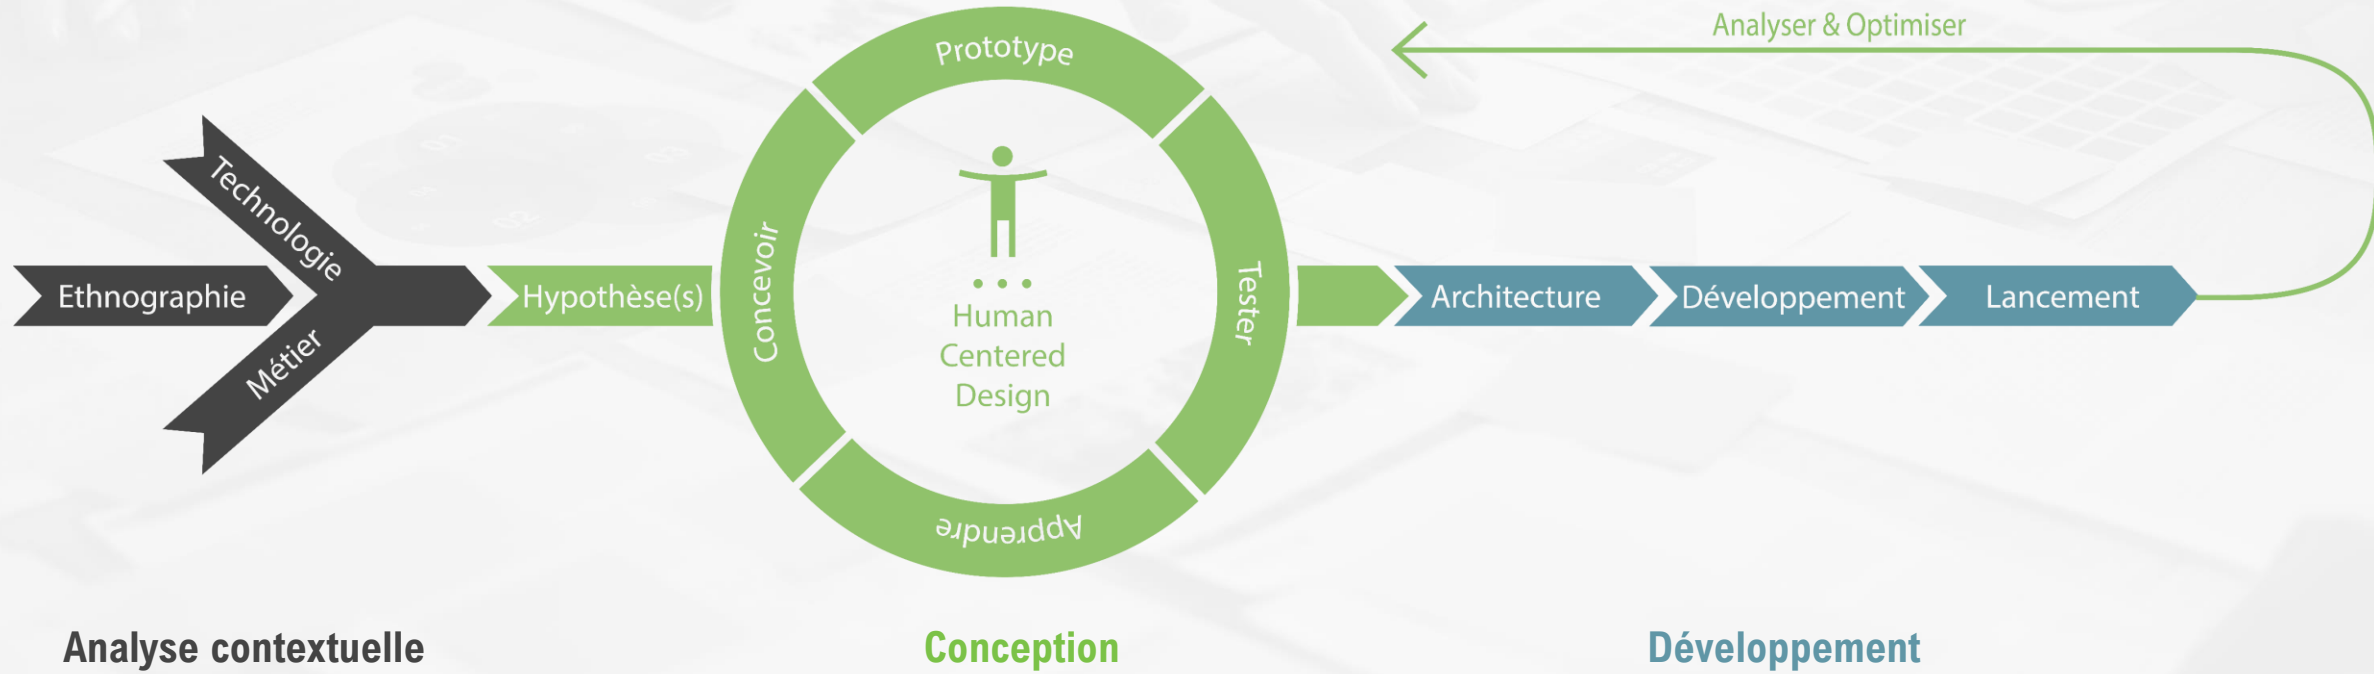 Analyser & Optimiser
Prototype
Technologie
Ethnographie
Métier
Hypothèse(s)
Concevoir
Human
Centered
Design
Tester
Apprendre
Architecture
Développement
Lancement
Analyse contextuelle
Conception
Développement